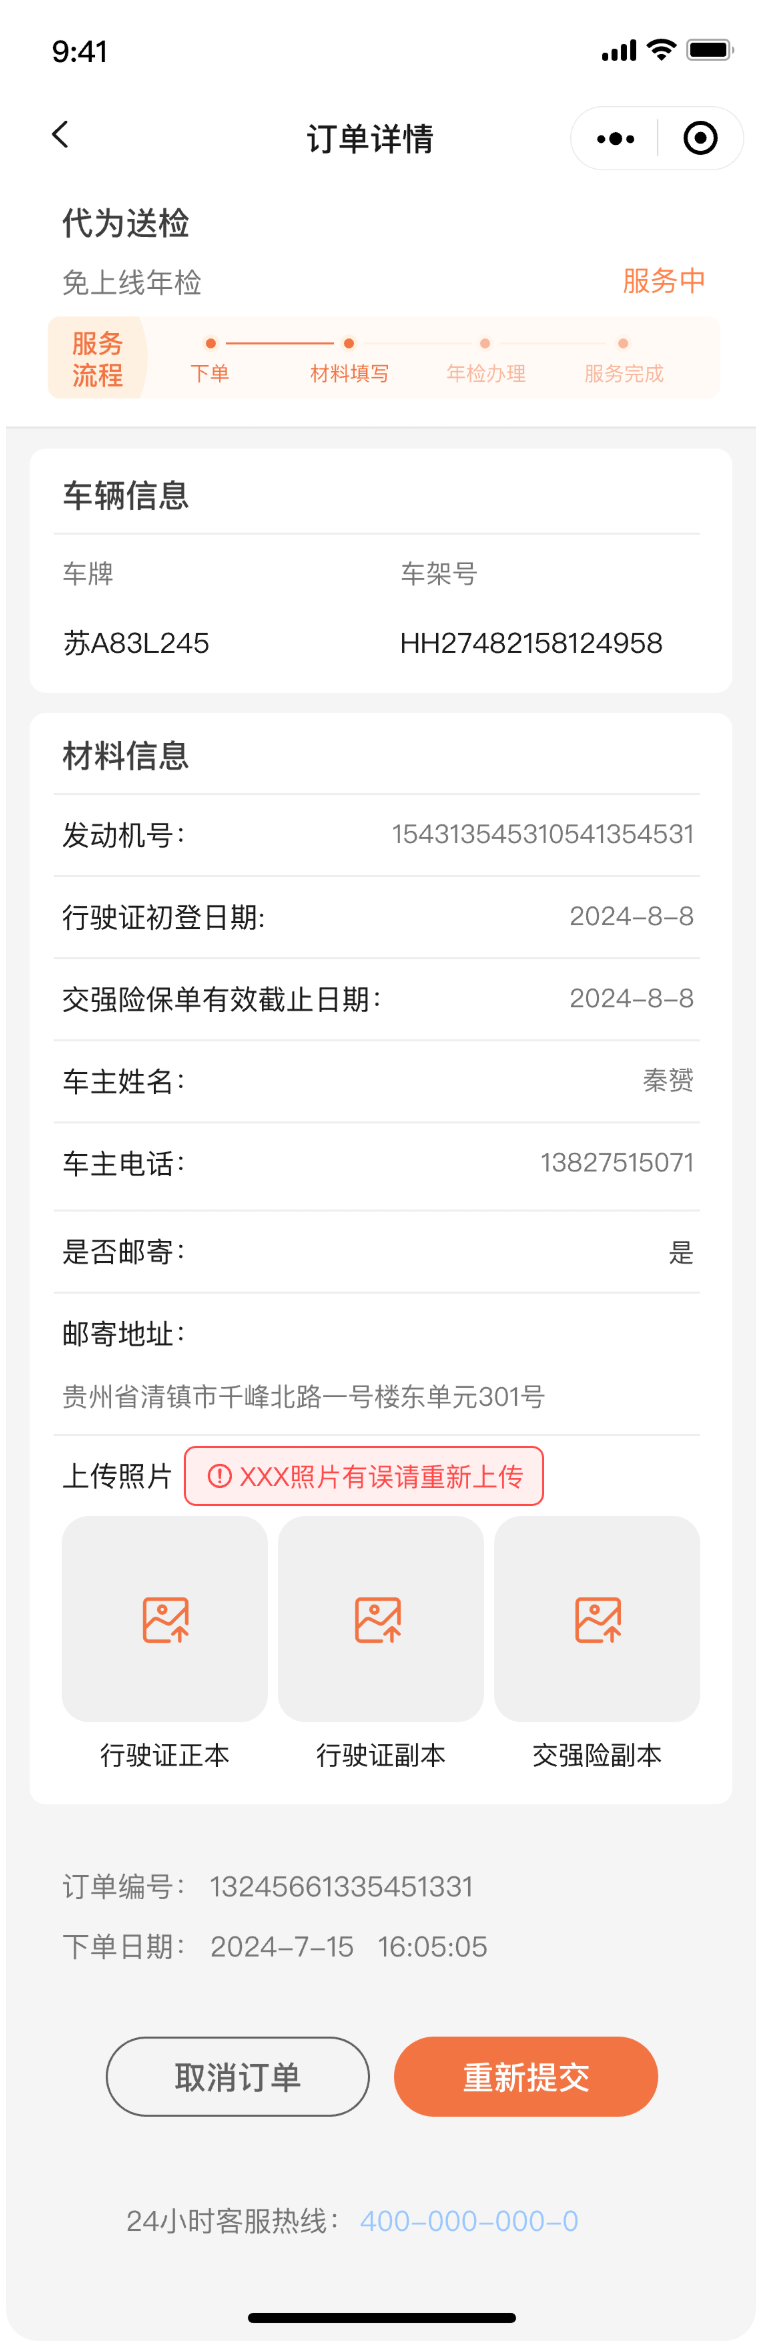 9:41
订单详情
代为送检
免上线年检
服务中
服务
流程
下单
材料填写
年检办理
服务完成
车辆信息
车牌
车架号
苏A83L245
HH27482158124958
材料信息
发动机号：
154313545310541354531
行驶证初登日期:
2024-8-8
交强险保单有效截止日期：
2024-8-8
车主姓名：
秦赟
车主电话：
13827515071
是否邮寄：
是
邮寄地址：
贵州省清镇市千峰北路一号楼东单元301号
上传照片
XXX照片有误请重新上传
行驶证正本
行驶证副本
交强险副本
订单编号： 13245661335451331
下单日期： 2024-7-15 16:05:05
取消订单
重新提交
24小时客服热线： 400-000-000-0